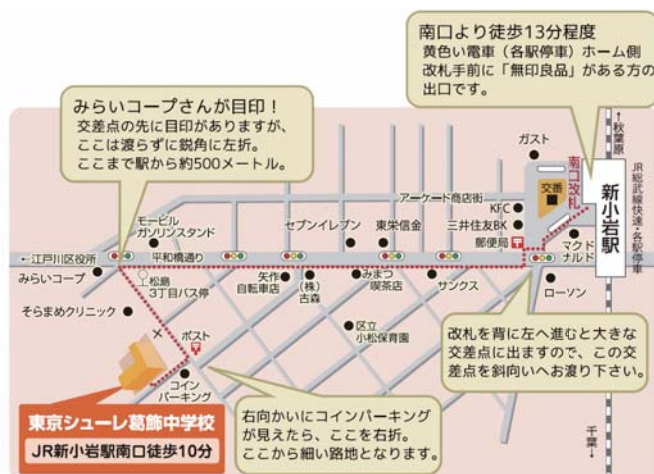 南口より徒歩13分程度
黄色い電車(各駅停車)ホーム側
改札手前に「無印良品」がある方の
出口です。
みらいコープさんが目印!
交差点の先に目印がありますが、
ここは渡らずに鋭角に左折。
ここまで駅から約500メートル。
↑秋葉原
JR総武線快速・各駅停車
新小岩駅
千葉↓
ガスト
南口改札
交番
アーケード商店街
KFC
三井住友BK
郵便局
マクド
ナルド
モービル
ガソリンスタンド
セブンイレブン
東栄信金
←江戸川区役所
平和橋通り
みらいコープ
松島
3丁目バス停
矢作
自転車店
(株)
古森
みまつ
喫茶店
サンクス
ローソン
そらまめクリニック
ポスト
区立
小松保育園
コイン
パーキング
改札を背に左へ進むと大きな
交差点に出ますので、この交
差点を斜向いへお渡り下さい。
右向かいにコインパーキング
が見えたら、ここを右折。
ここから細い路地となります。
東京シューレ葛飾中学校
JR新小岩駅南口徒歩10分